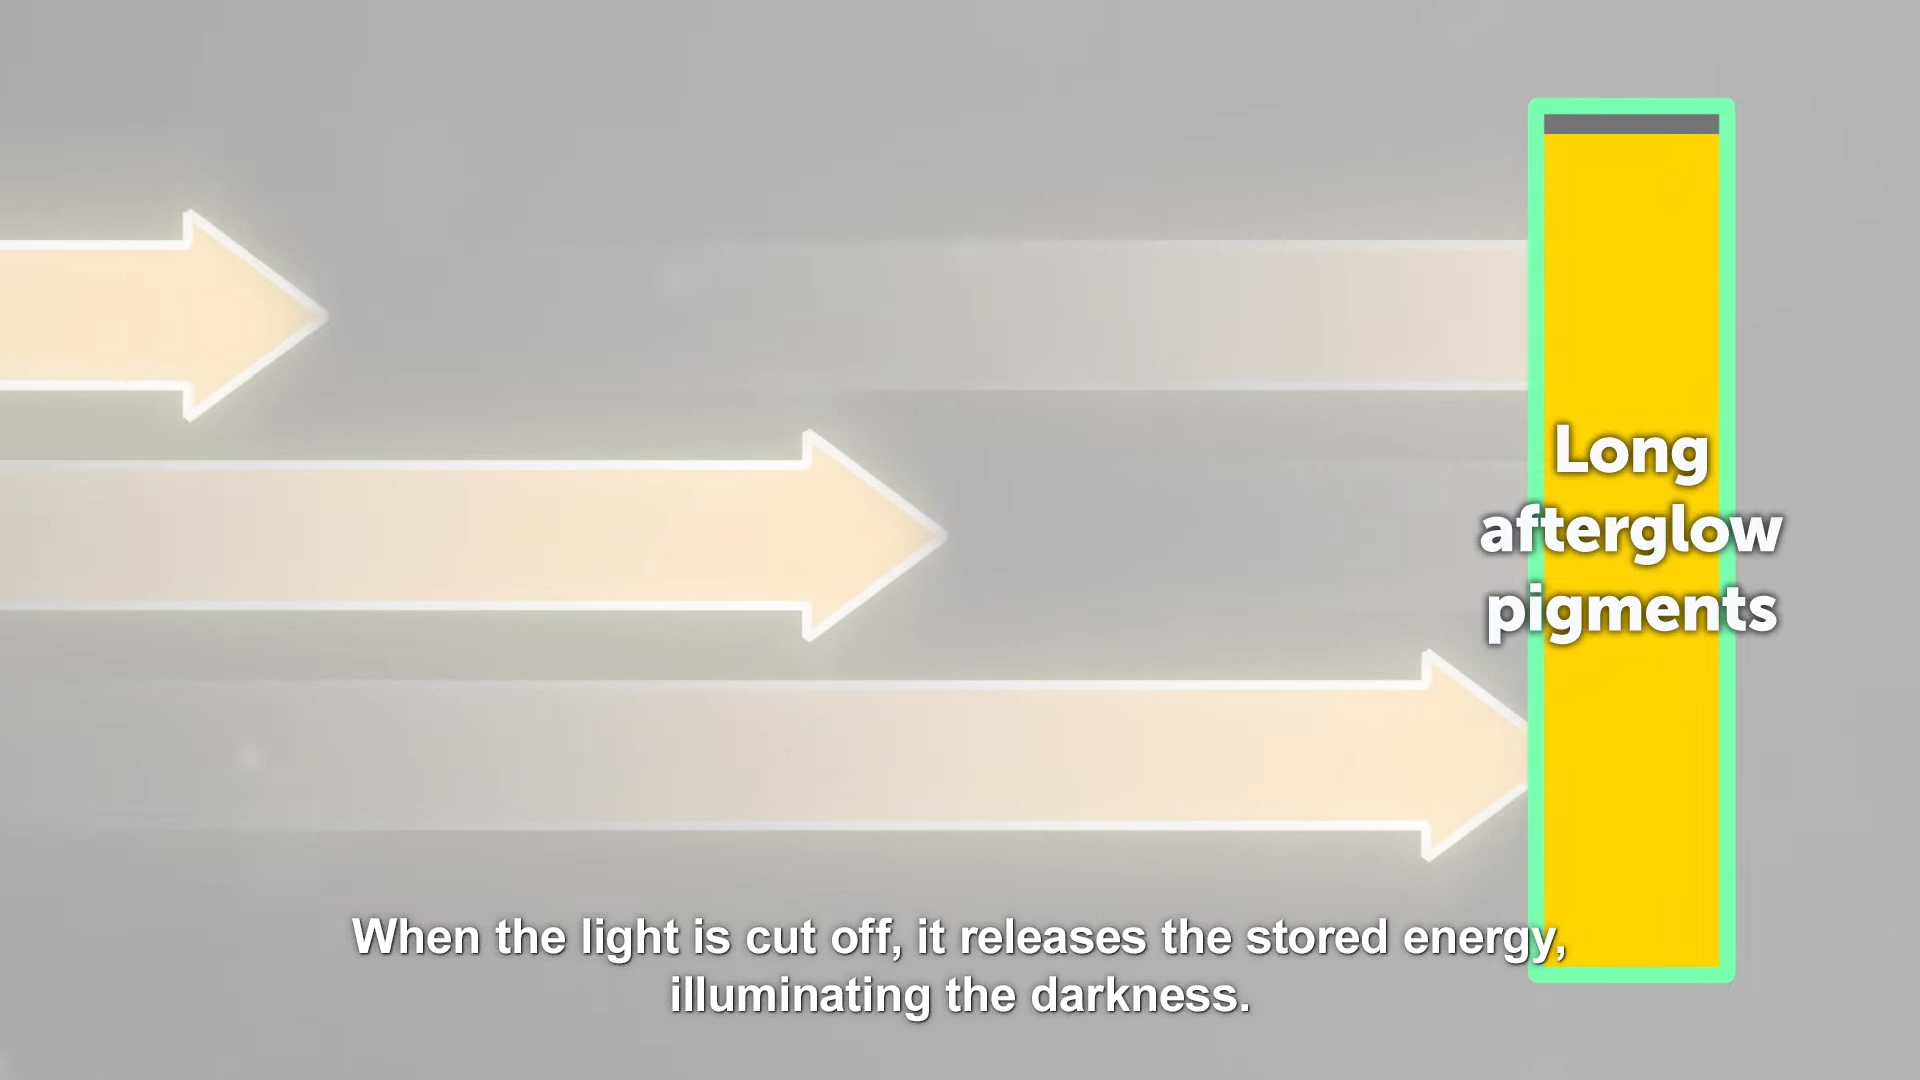 Long
afterglow
pigments
When the light is cut off, it releases the stored energy,
illuminating the darkness.